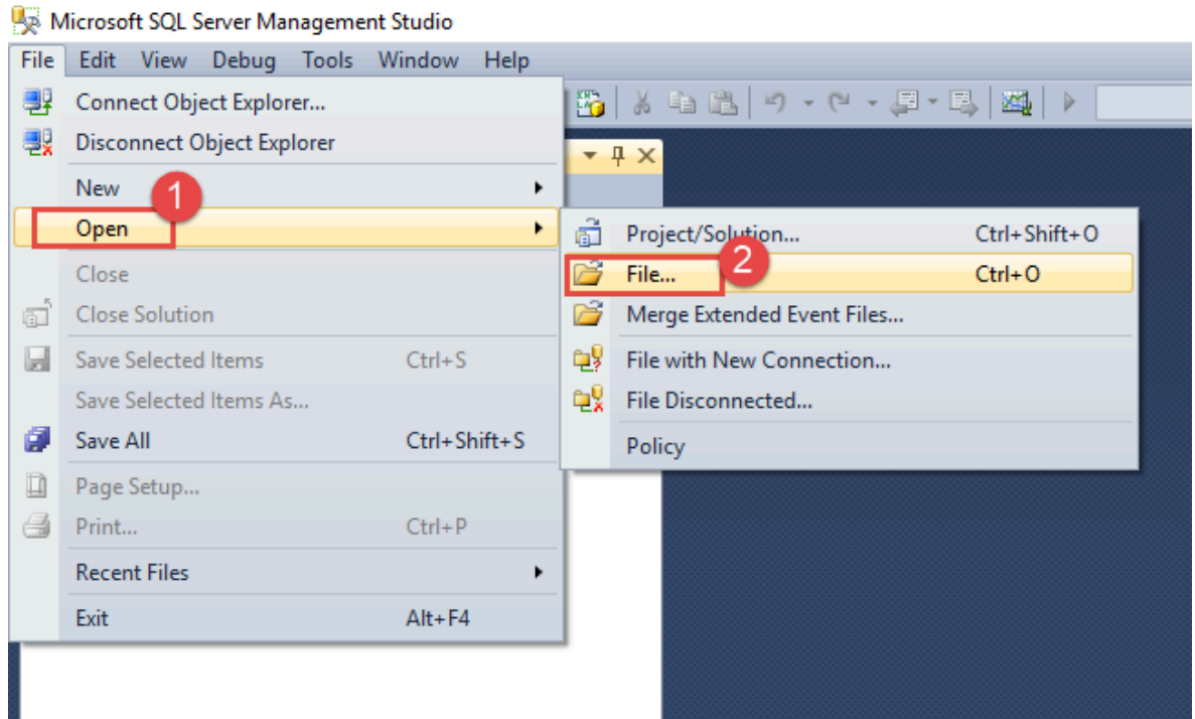 Microsoft SQL Server Management Studio
File Edit View Debug Tools Window Help
Connect Object Explorer...
Disconnect Object Explorer
New
1
Open
Project/Solution... Ctrl+Shift+O
2
Close
File... Ctrl+O
Close Solution
Merge Extended Event Files...
Save Selected Items Ctrl+S
File with New Connection...
Save Selected Items As...
File Disconnected...
Save All Ctrl+Shift+S
Policy
Page Setup...
Print... Ctrl+P
Recent Files
Exit Alt+F4